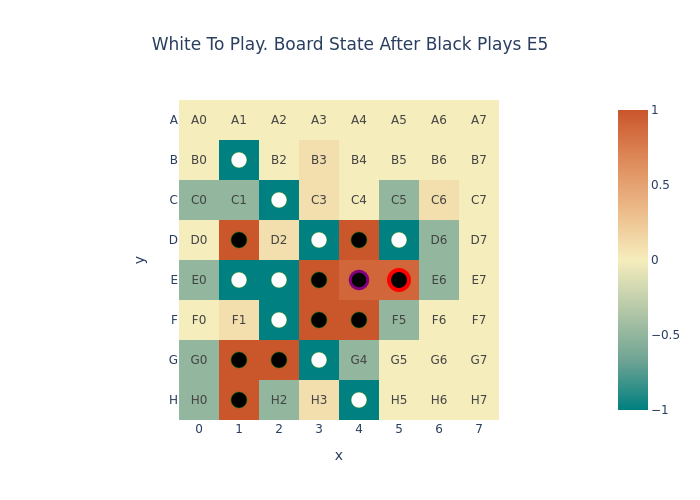 White To Play. Board State After Black Plays E5
A A0 A1 A2 A3 A4 A5 A6 A7
B B0 B2 B3 B4 B5 B6 B7
C C0 C1 C3 C4 C5 C6 C7
D D0 D2 D6 D7
E E0 E6 E7
F F0 F1 F5 F6 F7
G G0 G4 G5 G6 G7
H H0 H2 H3 H5 H6 H7
0 1 2 3 4 5 6 7
x
y
1
0.5
0
−0.5
−1